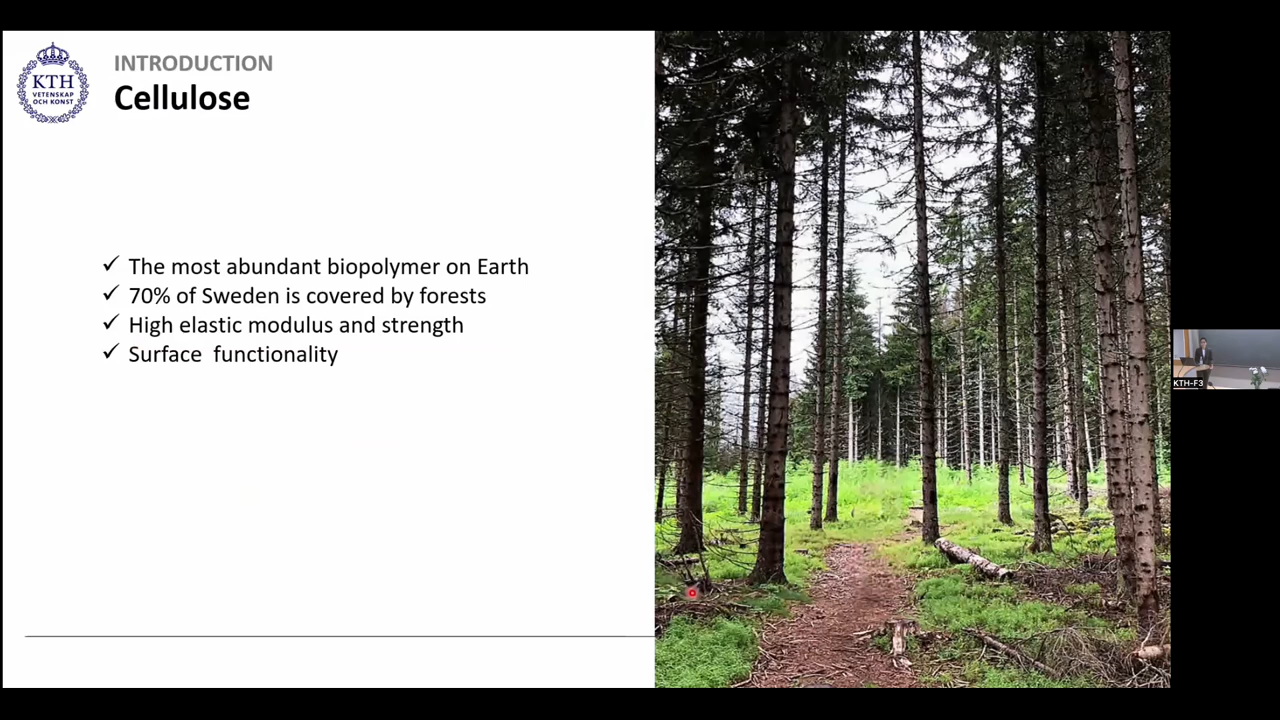 KTH
VETENSKAP
OCH KONST
INTRODUCTION
Cellulose
✓ The most abundant biopolymer on Earth
✓ 70% of Sweden is covered by forests
✓ High elastic modulus and strength
✓ Surface functionality
KTH-F3